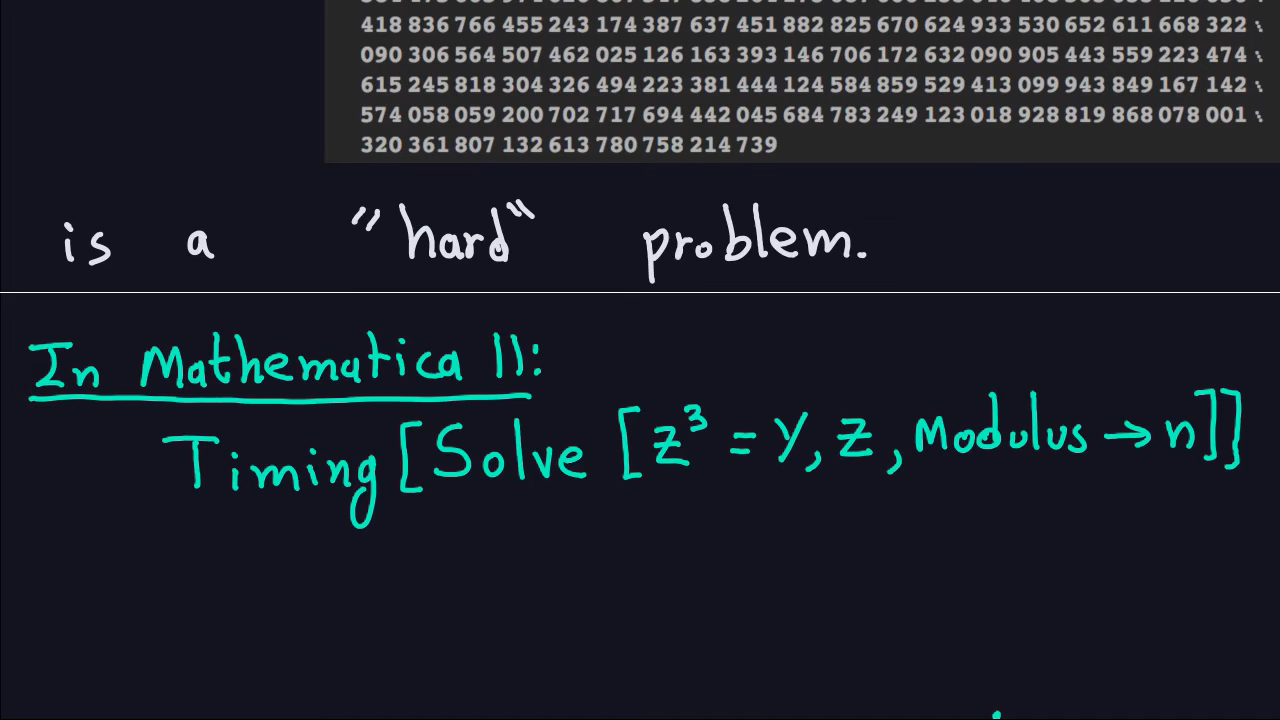 418 836 766 455 243 174 387 637 451 882 825 670 624 933 530 652 611 668 322 \
090 306 564 507 462 025 126 163 393 146 706 172 632 090 905 443 559 223 474 \
615 245 818 304 326 494 223 381 444 124 584 859 529 413 099 943 849 167 142 \
574 058 059 200 702 717 694 442 045 684 783 249 123 018 928 819 868 078 001 \
320 361 807 132 613 780 758 214 739
is a "hard" problem.
In Mathematica 11:
Timing[Solve [z³ = Y, z, Modulus → n]]